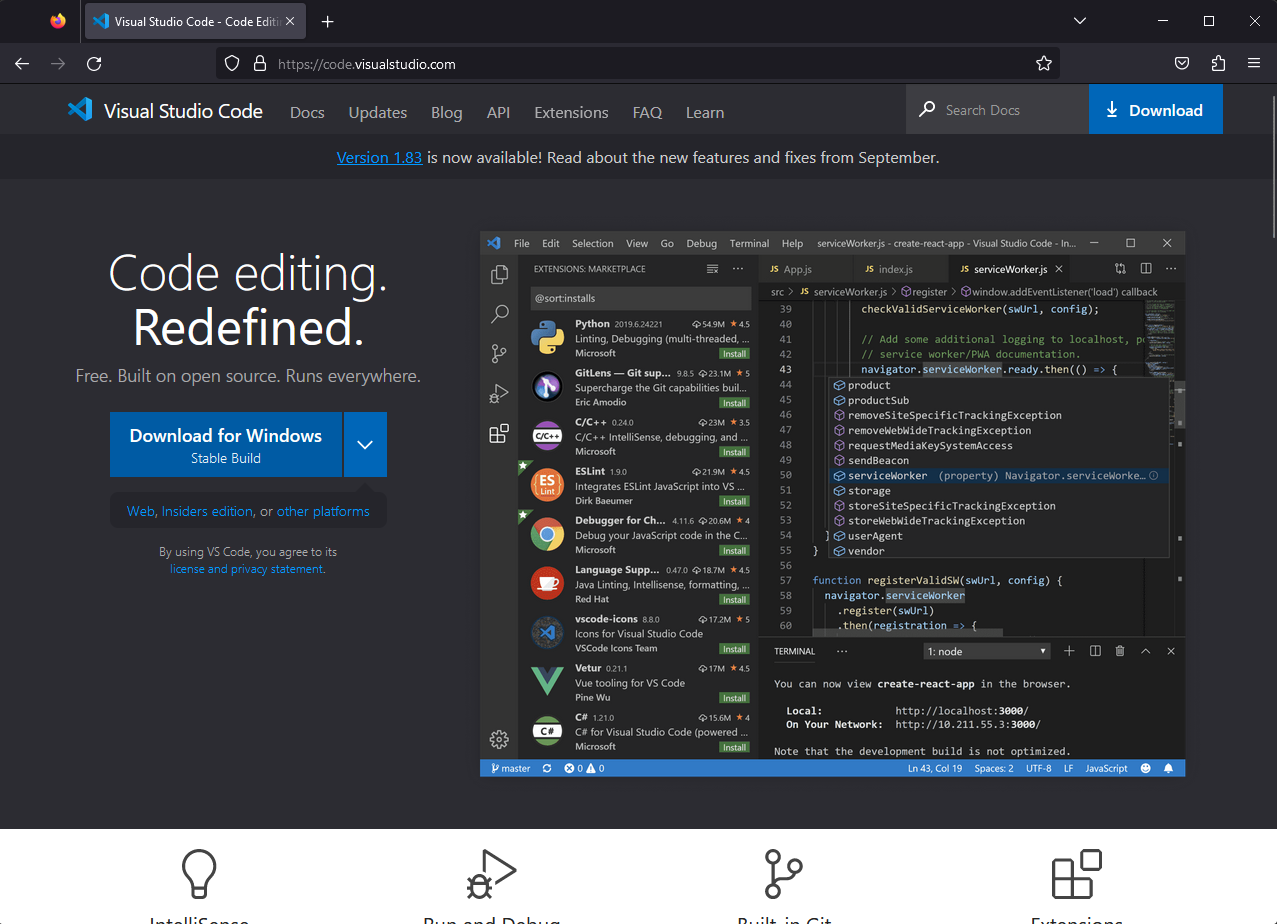 Visual Studio Code - Code Editi
https://code.visualstudio.com
Visual Studio Code Docs Updates Blog API Extensions FAQ Learn Search Docs Download
Version 1.83 is now available! Read about the new features and fixes from September.
Code editing.
Redefined.
Free. Built on open source. Runs everywhere.
Download for Windows
Stable Build
Web, Insiders edition, or other platforms
By using VS Code, you agree to its
license and privacy statement.
File Edit Selection View Go Debug Terminal Help serviceWorker.js - create-react-app - Visual Studio Code - In...
EXTENSIONS: MARKETPLACE
@sort:installs
Python 2019.6.24221 54.9M 4.5
Linting, Debugging (multi-threaded, ...
Microsoft Install
GitLens — Git sup... 9.8.5 23.1M 5
Supercharge the Git capabilities buil...
Eric Amodio Install
C/C++ C/C++ 0.24.0 23M 3.5
C/C++ IntelliSense, debugging, and ...
Microsoft Install
ES Lint ESLint 1.9.0 21.9M 4.5
Integrates ESLint JavaScript into VS ...
Dirk Baeumer Install
Debugger for Ch... 4.11.6 20.6M 4
Debug your JavaScript code in the C...
Microsoft Install
Language Supp... 0.47.0 18.7M 4.5
Java Linting, Intellisense, formatting, ...
Red Hat Install
vscode-icons 8.8.0 17.2M 5
Icons for Visual Studio Code
VSCode Icons Team Install
Vetur 0.21.1 17M 4.5
Vue tooling for VS Code
Pine Wu Install
C# C# 1.21.0 15.6M 4
C# for Visual Studio Code (powered ...
Microsoft Install
JS App.js JS index.js JS serviceWorker.js
src > JS serviceWorker.js > register > window.addEventListener('load') callback
39 checkValidServiceWorker(swUrl, config);
40
41 // Add some additional logging to localhost, po
42 // service worker/PWA documentation.
43 navigator.serviceWorker.ready.then(() => {
44 product
45 productSub
46 removeSiteSpecificTrackingException
47 removeWebWideTrackingException
48 requestMediaKeySystemAccess
49 sendBeacon
50 serviceWorker (property) Navigator.serviceWorke...
51 storage
52 storeSiteSpecificTrackingException
53 storeWebWideTrackingException
54 } userAgent
55 } vendor
56
57 function registerValidSW(swUrl, config) {
58 navigator.serviceWorker
59 .register(swUrl)
60 .then(registration => {
TERMINAL ... 1: node
You can now view create-react-app in the browser.
Local: http://localhost:3000/
On Your Network: http://10.211.55.3:3000/
Note that the development build is not optimized.
master 0 0 Ln 43, Col 19 Spaces: 2 UTF-8 LF JavaScript
IntelliSense Run and Debug Built-in Git Extensions